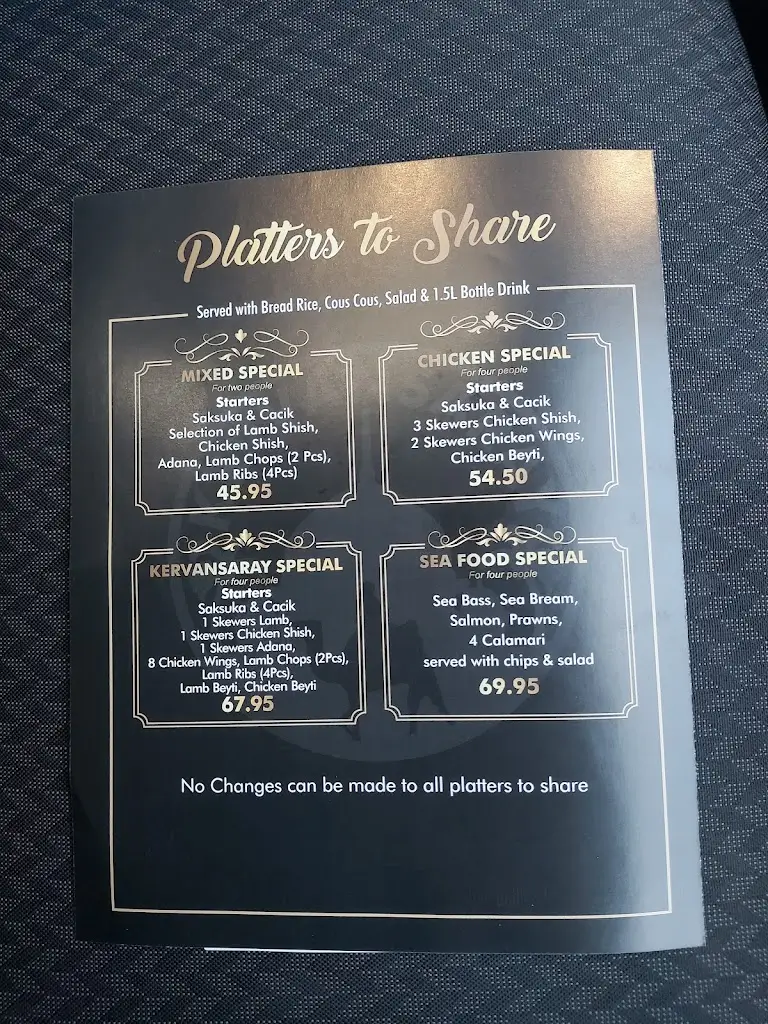 Platters to Share
Served with Bread Rice, Cous Cous, Salad & 1.5L Bottle Drink
MIXED SPECIAL
For two people
Starters
Saksuka & Cacik
Selection of Lamb Shish,
Chicken Shish,
Adana, Lamb Chops (2 Pcs),
Lamb Ribs (4Pcs)
45.95
CHICKEN SPECIAL
For four people
Starters
Saksuka & Cacik
3 Skewers Chicken Shish,
2 Skewers Chicken Wings,
Chicken Beyti,
54.50
KERVANSARAY SPECIAL
For four people
Starters
Saksuka & Cacik
1 Skewers Lamb,
1 Skewers Chicken Shish,
1 Skewers Adana,
8 Chicken Wings, Lamb Chops (2Pcs),
Lamb Ribs (4Pcs),
Lamb Beyti, Chicken Beyti
67.95
SEA FOOD SPECIAL
For four people
Sea Bass, Sea Bream,
Salmon, Prawns,
4 Calamari
served with chips & salad
69.95
No Changes can be made to all platters to share